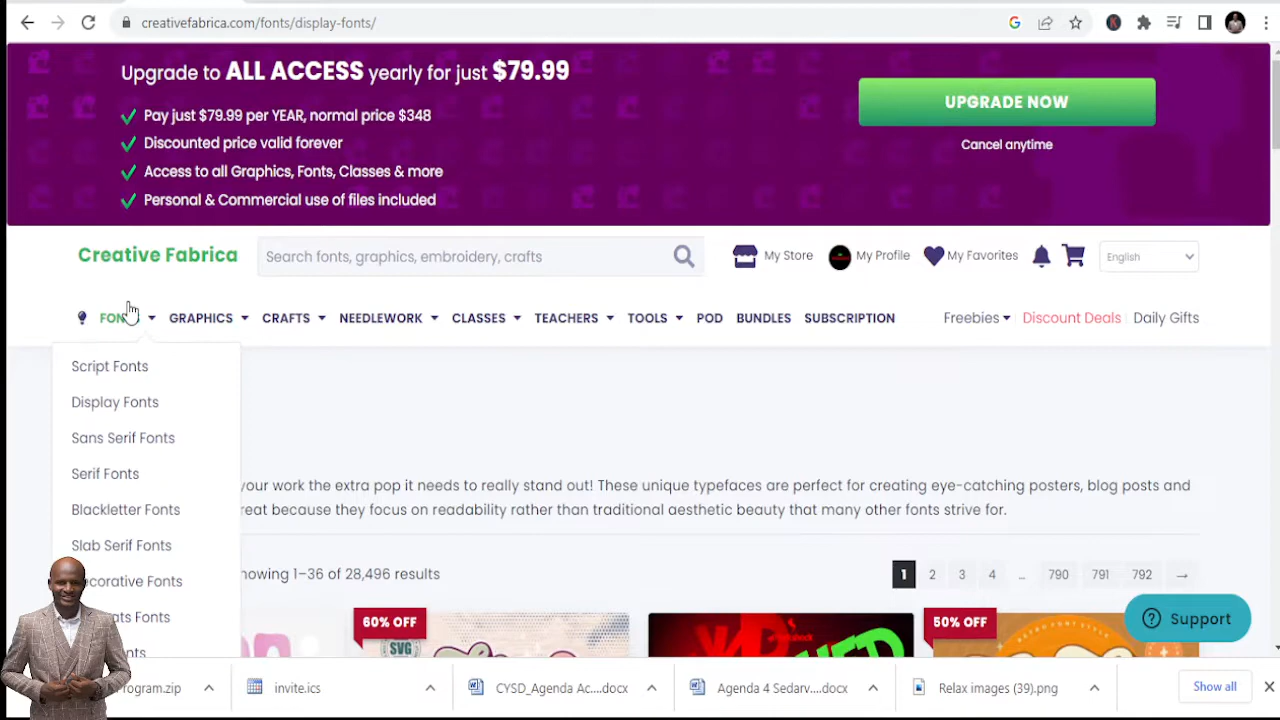 creativefabrica.com/fonts/display-fonts/
Upgrade to ALL ACCESS yearly for just $79.99
Pay just $79.99 per YEAR, normal price $348
Discounted price valid forever
Access to all Graphics, Fonts, Classes & more
Personal & Commercial use of files included
UPGRADE NOW
Cancel anytime
Creative Fabrica
Search fonts, graphics, embroidery, crafts
My Store
My Profile
My Favorites
English
GRAPHICS
CRAFTS
NEEDLEWORK
CLASSES
TEACHERS
TOOLS
POD
BUNDLES
SUBSCRIPTION
Freebies
Discount Deals
Daily Gifts
Script Fonts
Display Fonts
Sans Serif Fonts
Serif Fonts
Blackletter Fonts
Slab Serif Fonts
Fonts
Fonts
your work the extra pop it needs to really stand out! These unique typefaces are perfect for creating eye-catching posters, blog posts and
because they focus on readability rather than traditional aesthetic beauty that many other fonts strive for.
1–36 of 28,496 results
1 2 3 4 ... 790 791 792 →
60% OFF
SVG
50% OFF
Support
invite.ics
CYSD_Agenda Ac....docx
Agenda 4 Sedarv....docx
Relax images (39).png
Show all